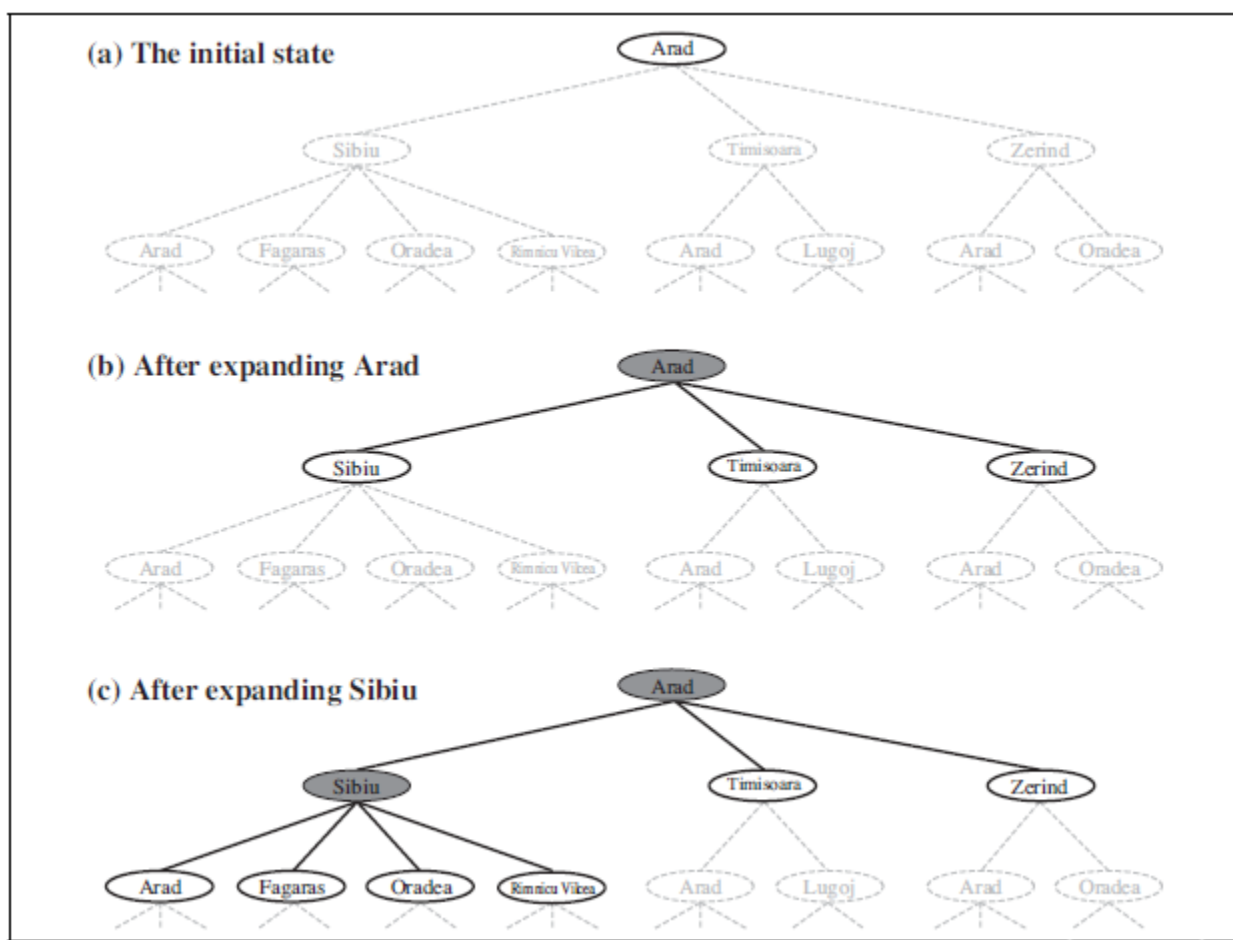 (a) The initial state
Arad
Sibiu Timisoara Zerind
Arad Fagaras Oradea Rimnicu Vilcea Arad Lugoj Arad Oradea
(b) After expanding Arad
Arad
Sibiu Timisoara Zerind
Arad Fagaras Oradea Rimnicu Vilcea Arad Lugoj Arad Oradea
(c) After expanding Sibiu
Arad
Sibiu Timisoara Zerind
Arad Fagaras Oradea Rimnicu Vilcea Arad Lugoj Arad Oradea